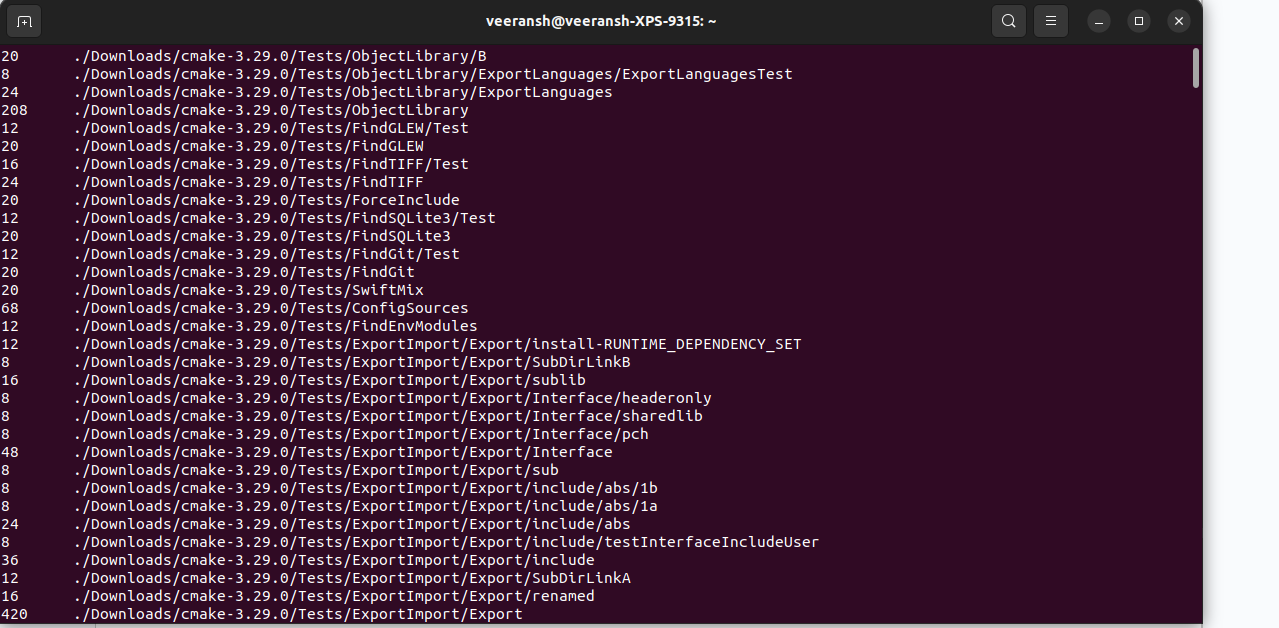 veeransh@veeransh-XPS-9315: ~
20 ./Downloads/cmake-3.29.0/Tests/ObjectLibrary/B
8 ./Downloads/cmake-3.29.0/Tests/ObjectLibrary/ExportLanguages/ExportLanguagesTest
24 ./Downloads/cmake-3.29.0/Tests/ObjectLibrary/ExportLanguages
208 ./Downloads/cmake-3.29.0/Tests/ObjectLibrary
12 ./Downloads/cmake-3.29.0/Tests/FindGLEW/Test
20 ./Downloads/cmake-3.29.0/Tests/FindGLEW
16 ./Downloads/cmake-3.29.0/Tests/FindTIFF/Test
24 ./Downloads/cmake-3.29.0/Tests/FindTIFF
20 ./Downloads/cmake-3.29.0/Tests/ForceInclude
12 ./Downloads/cmake-3.29.0/Tests/FindSQLite3/Test
20 ./Downloads/cmake-3.29.0/Tests/FindSQLite3
12 ./Downloads/cmake-3.29.0/Tests/FindGit/Test
20 ./Downloads/cmake-3.29.0/Tests/FindGit
20 ./Downloads/cmake-3.29.0/Tests/SwiftMix
68 ./Downloads/cmake-3.29.0/Tests/ConfigSources
12 ./Downloads/cmake-3.29.0/Tests/FindEnvModules
12 ./Downloads/cmake-3.29.0/Tests/ExportImport/Export/install-RUNTIME_DEPENDENCY_SET
8 ./Downloads/cmake-3.29.0/Tests/ExportImport/Export/SubDirLinkB
16 ./Downloads/cmake-3.29.0/Tests/ExportImport/Export/sublib
8 ./Downloads/cmake-3.29.0/Tests/ExportImport/Export/Interface/headeronly
8 ./Downloads/cmake-3.29.0/Tests/ExportImport/Export/Interface/sharedlib
8 ./Downloads/cmake-3.29.0/Tests/ExportImport/Export/Interface/pch
48 ./Downloads/cmake-3.29.0/Tests/ExportImport/Export/Interface
8 ./Downloads/cmake-3.29.0/Tests/ExportImport/Export/sub
8 ./Downloads/cmake-3.29.0/Tests/ExportImport/Export/include/abs/1b
8 ./Downloads/cmake-3.29.0/Tests/ExportImport/Export/include/abs/1a
24 ./Downloads/cmake-3.29.0/Tests/ExportImport/Export/include/abs
8 ./Downloads/cmake-3.29.0/Tests/ExportImport/Export/include/testInterfaceIncludeUser
36 ./Downloads/cmake-3.29.0/Tests/ExportImport/Export/include
12 ./Downloads/cmake-3.29.0/Tests/ExportImport/Export/SubDirLinkA
16 ./Downloads/cmake-3.29.0/Tests/ExportImport/Export/renamed
420 ./Downloads/cmake-3.29.0/Tests/ExportImport/Export